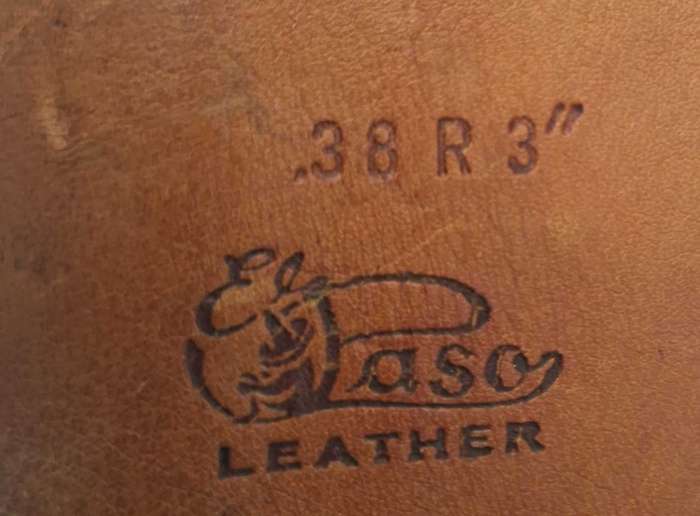 .38 R 3"
El Paso
LEATHER